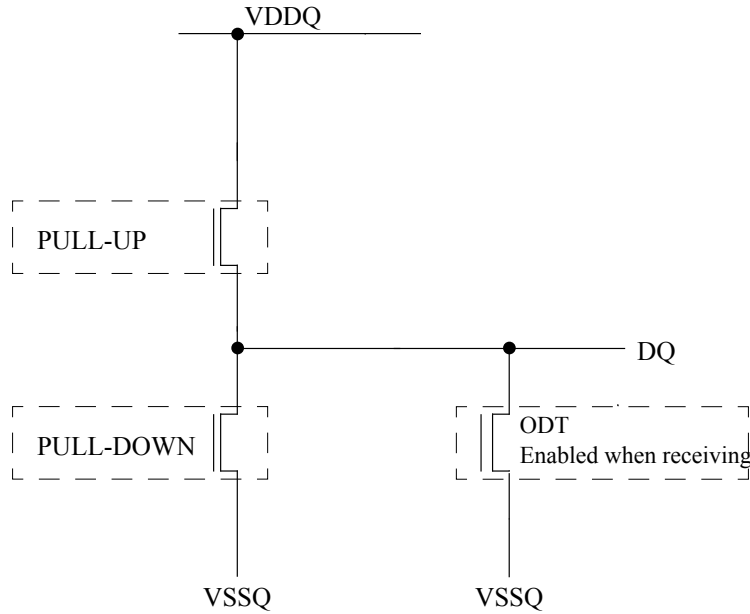 VDDQ
PULL-UP
DQ
PULL-DOWN
ODT
Enabled when receiving
VSSQ
VSSQ